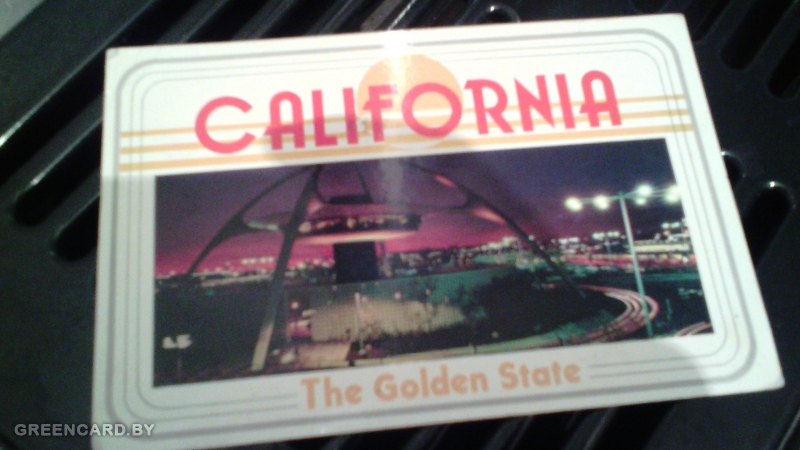 CALIFORNIA
The Golden State
GREENCARD.BY